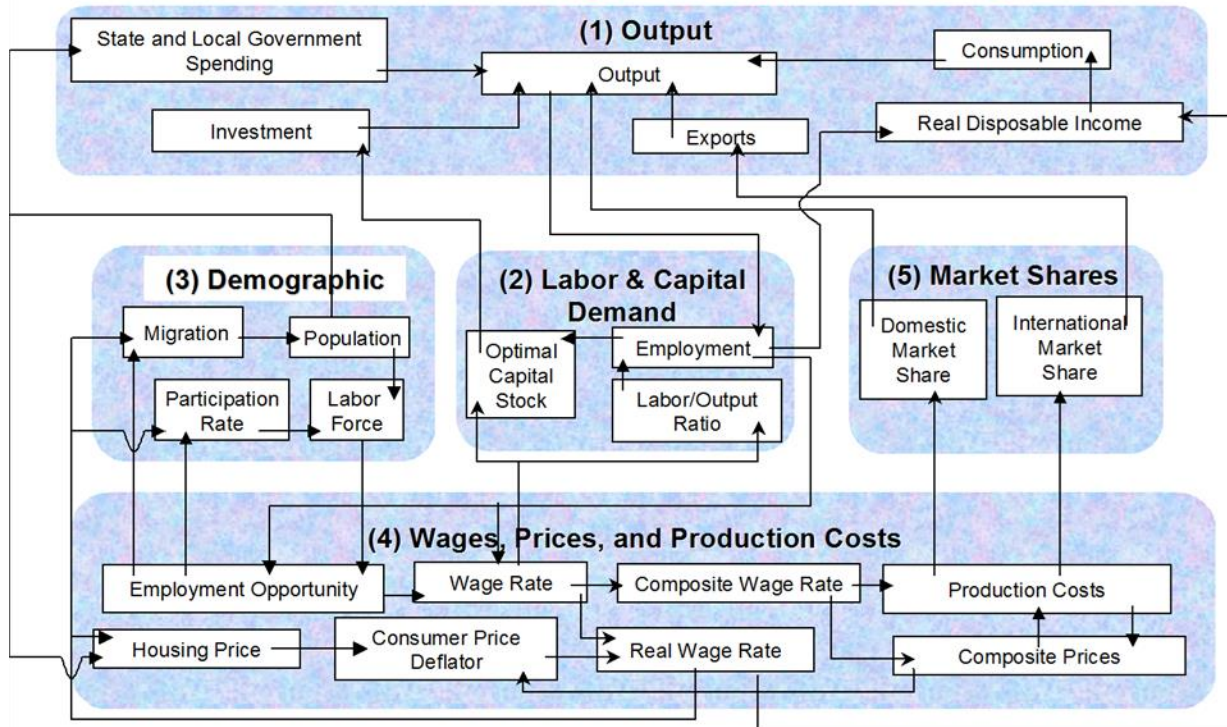 State and Local Government
Spending
(1) Output
Output
Consumption
Investment
Exports
Real Disposable Income
(3) Demographic
Migration
Population
Participation
Rate
Labor
Force
(2) Labor & Capital
Demand
Optimal
Capital
Stock
Employment
Labor/Output
Ratio
(5) Market Shares
Domestic
Market
Share
International
Market
Share
(4) Wages, Prices, and Production Costs
Employment Opportunity
Wage Rate
Composite Wage Rate
Production Costs
Housing Price
Consumer Price
Deflator
Real Wage Rate
Composite Prices